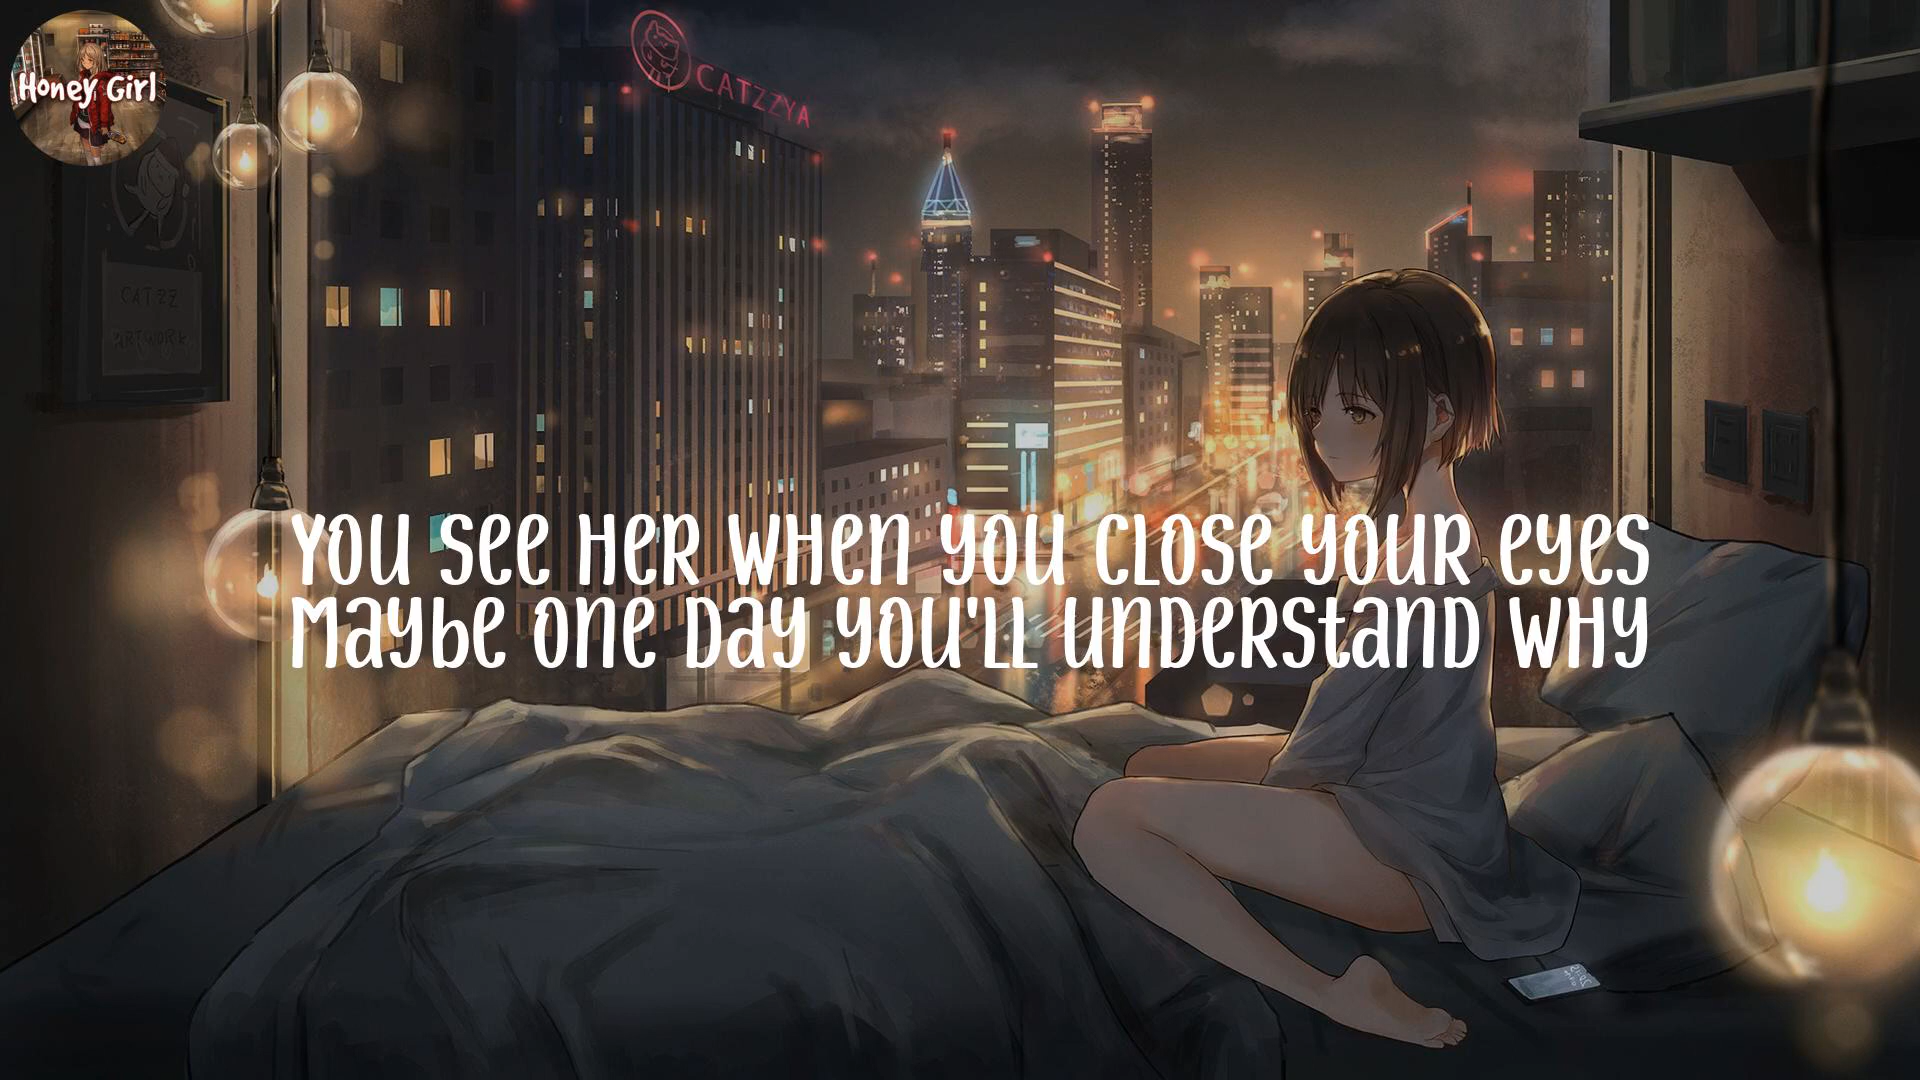 Honey Girl
CATZZYA
CATZZ
ARTWORK
You see her when you close your eyes
Maybe one day you'll understand why